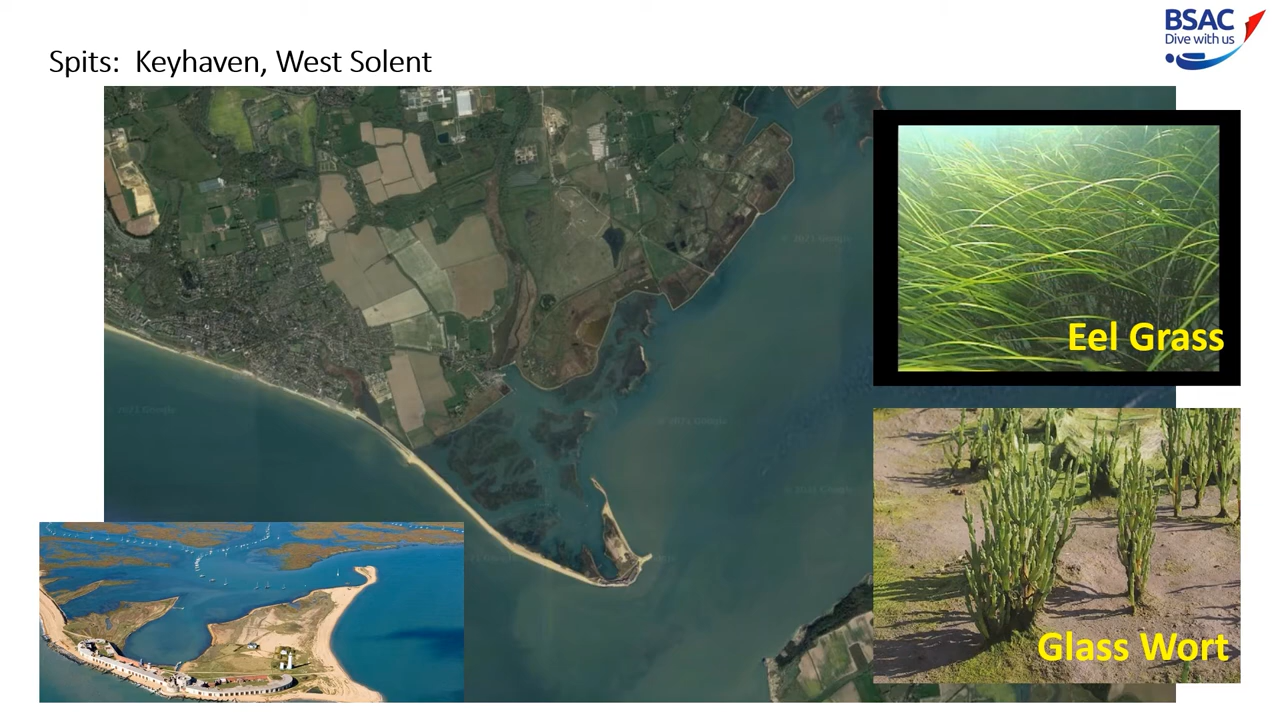 BSAC
Dive with us
Spits: Keyhaven, West Solent
Eel Grass
Glass Wort